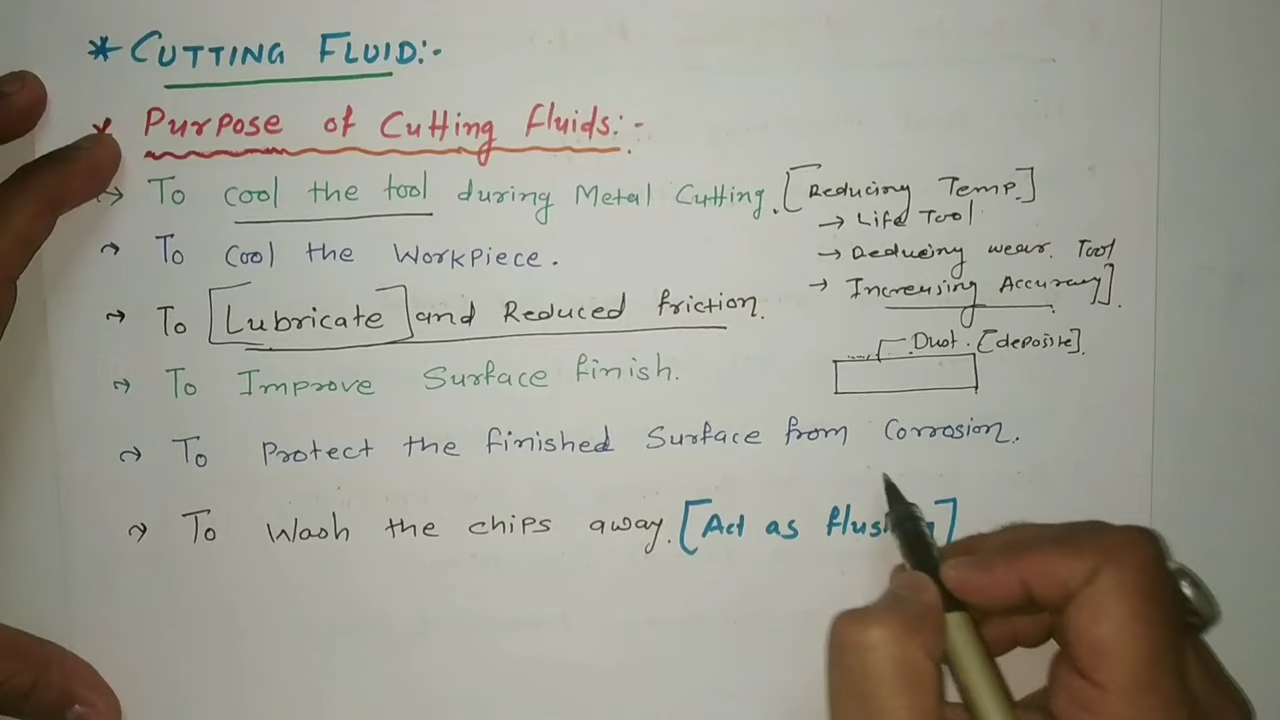 * CUTTING FLUID:-
* Purpose of Cutting Fluids:-
→ To cool the tool during Metal Cutting. [Reducing Temp.]
→ Life Tool.
→ Reducing wear. Tool
→ Increasing Accuracy].
→ To Cool the Workpiece.
→ To [Lubricate] and Reduced friction.
Dust. [deposite].
→ To Improve Surface finish.
→ To Protect the finished Surface from Corrosion.
→ To Wash the chips away. [Act as